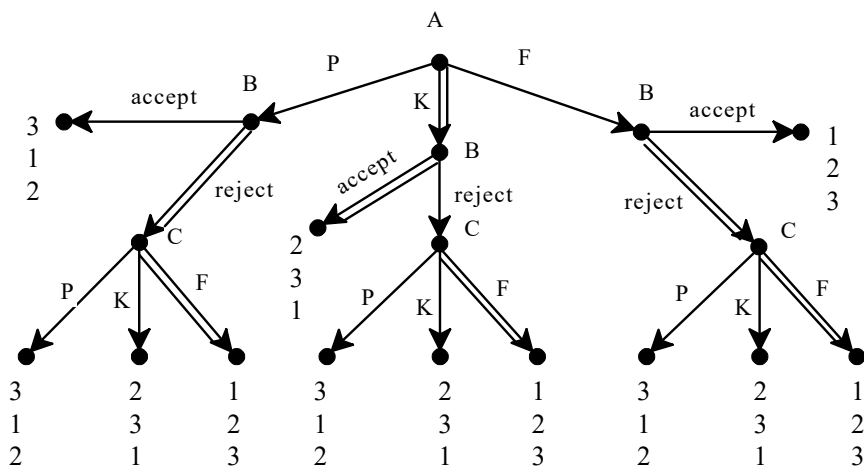 A
P F
B K B
accept accept
3 1
1 B 2
2 accept 3
reject reject reject
C 2 C C
3
1
P K F P K F P K F
3 2 1 3 2 1 3 2 1
1 3 2 1 3 2 1 3 2
2 1 3 2 1 3 2 1 3